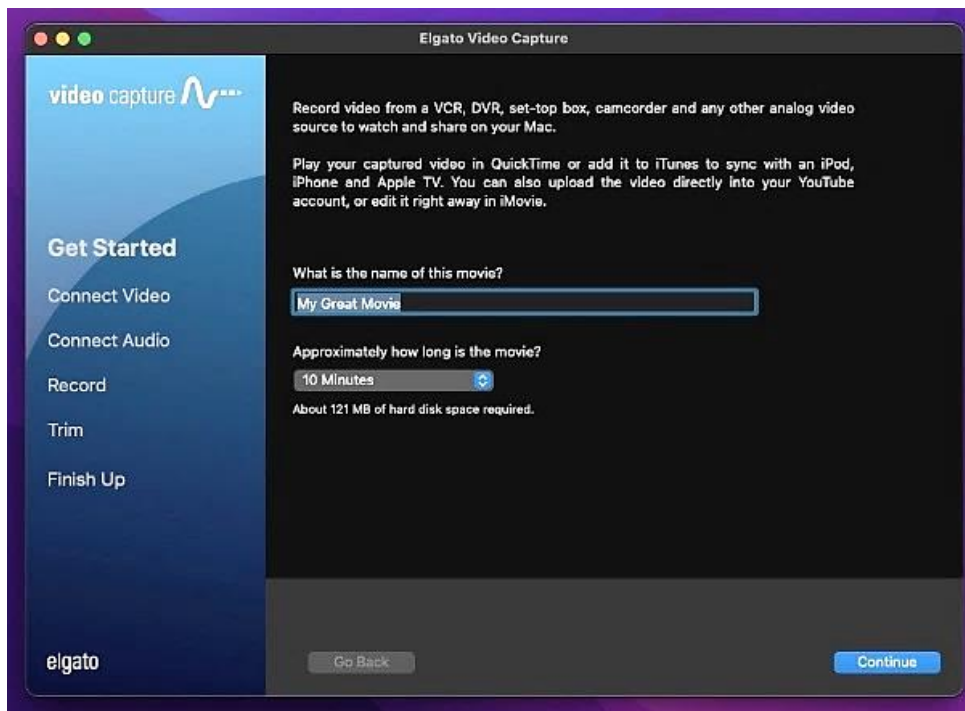 Elgato Video Capture
video capture
Record video from a VCR, DVR, set-top box, camcorder and any other analog video
source to watch and share on your Mac.
Play your captured video in QuickTime or add it to iTunes to sync with an iPod,
iPhone and Apple TV. You can also upload the video directly into your YouTube
account, or edit it right away in iMovie.
Get Started
Connect Video
Connect Audio
Record
Trim
Finish Up
What is the name of this movie?
My Great Movie
Approximately how long is the movie?
10 Minutes
About 121 MB of hard disk space required.
elgato
Go Back
Continue